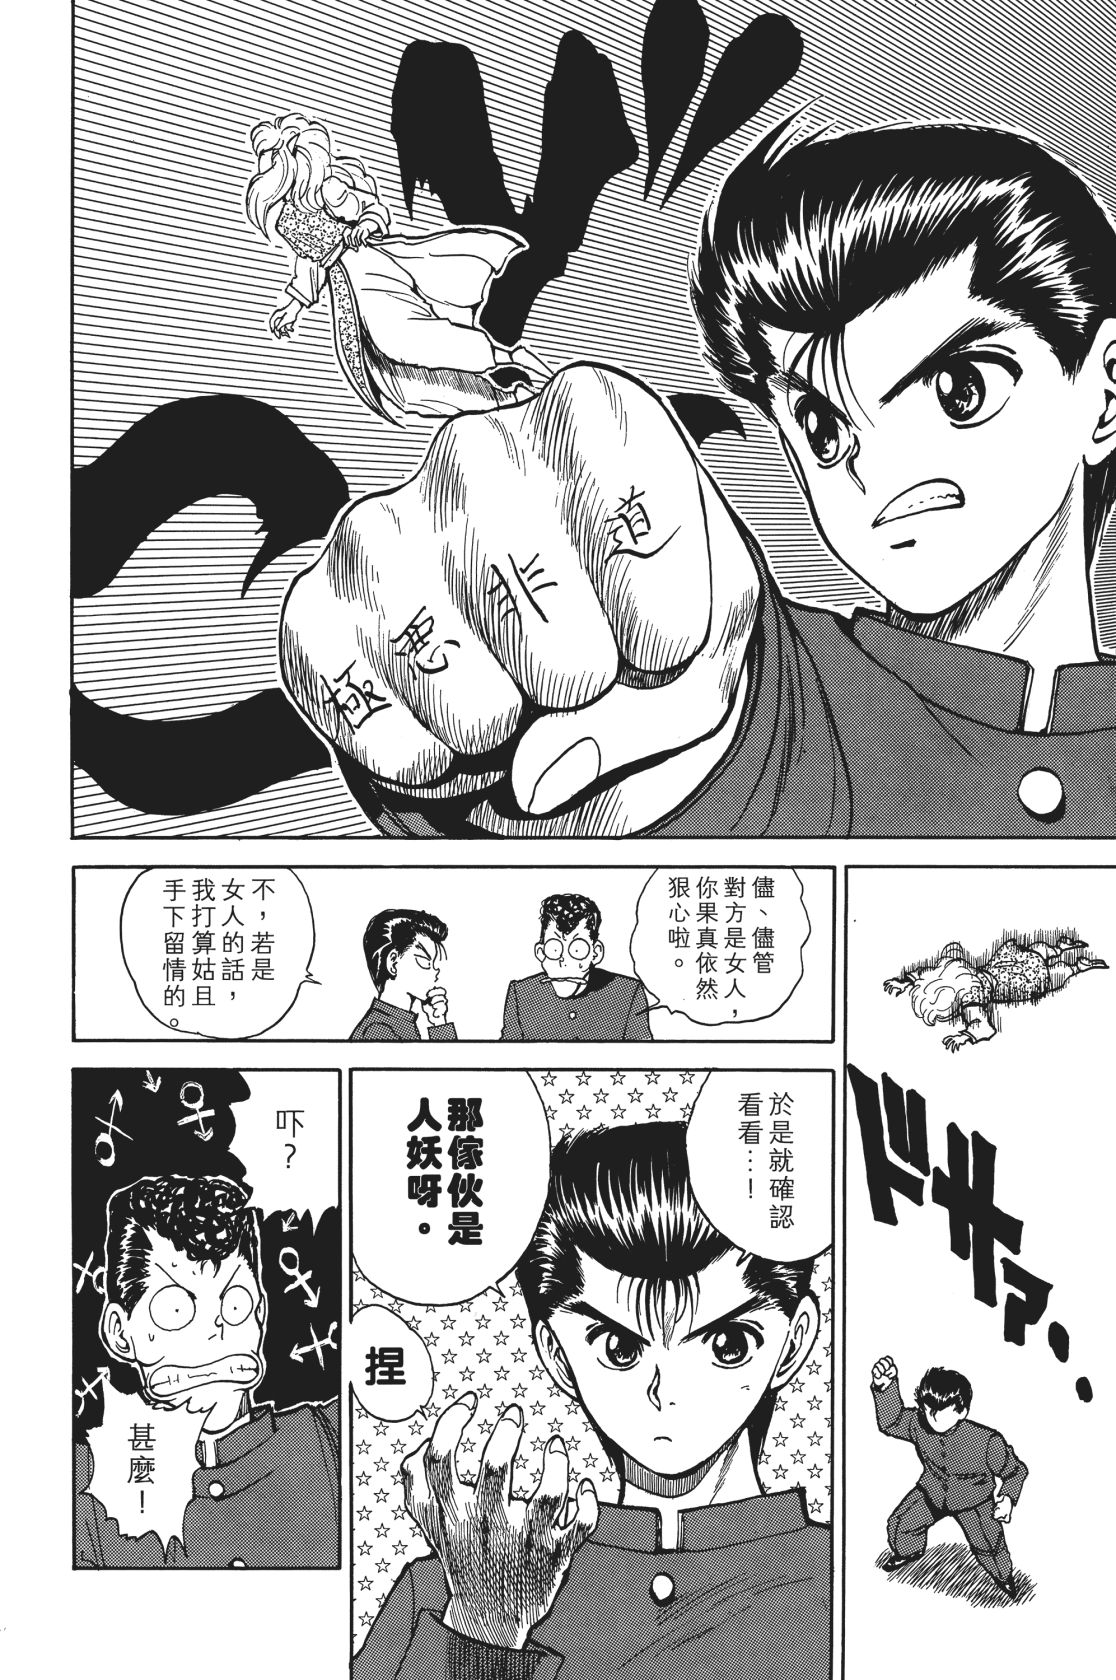 極
悪
非
道
ドギャ
儘、儘管
對方是女人，
你果真依然
狠心啦。
不，若是
女人的話，
我打算姑且
手下留情的。
於是就確認
看看…！
那傢伙是
人妖呀。
捏
吓？
甚麼！